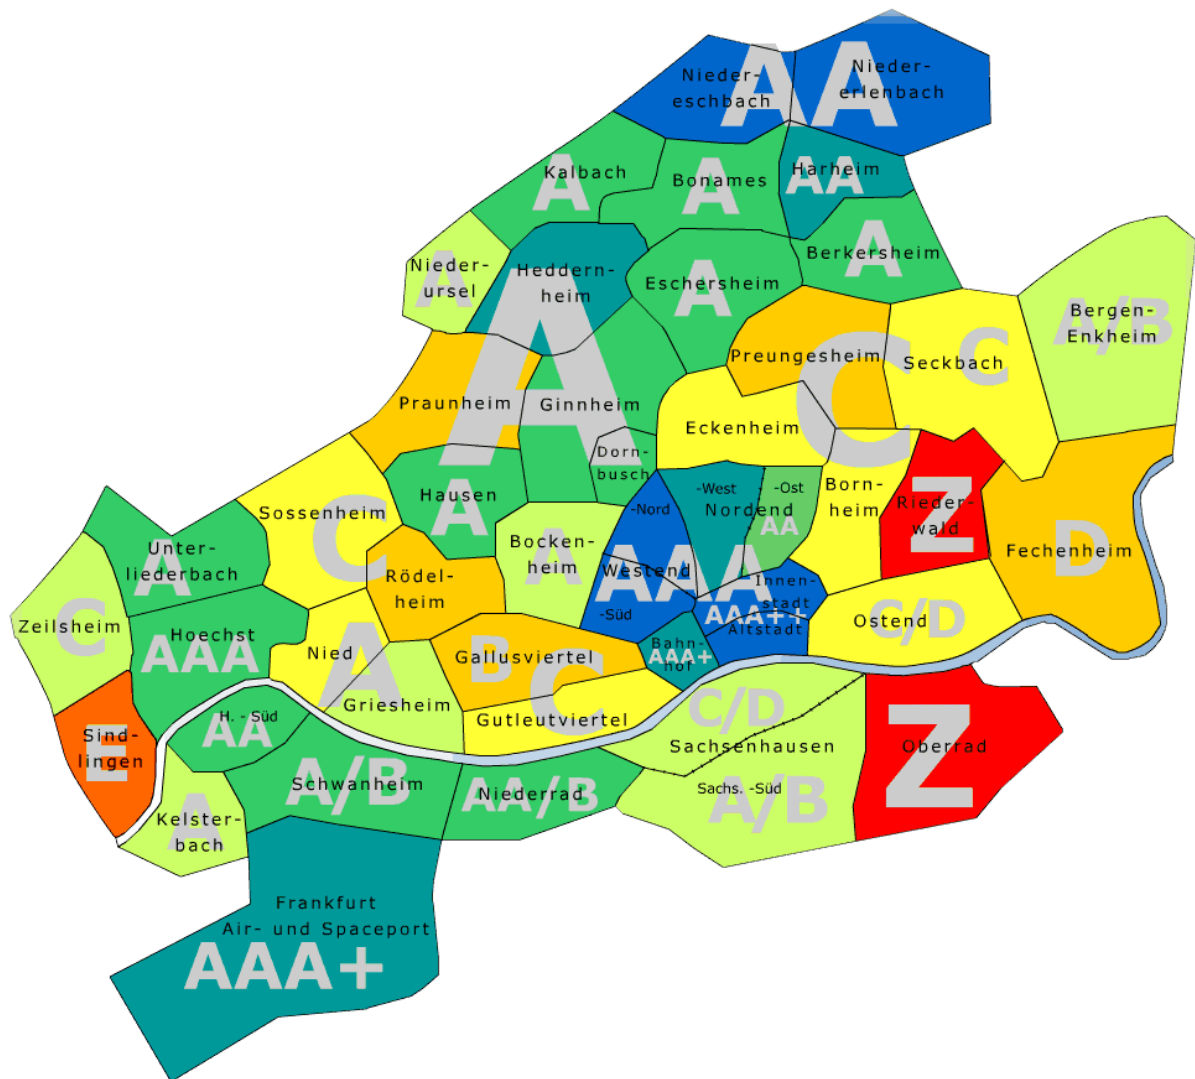 Nieder-
eschbach
Nieder-
erlenbach
AA
Kalbach
A
Bonames
A
Harheim
AA
Nieder-
ursel
A
Heddern-
heim
A
Eschersheim
A
Berkersheim
A
Bergen-
Enkheim
A/B
Praunheim
Ginnheim
Preungesheim
C
Seckbach
C
Eckenheim
Dorn-
busch
Sossenheim
C
Hausen
A
-Nord
-West
-Ost
Nordend
AA
Born-
heim
Rieder-
wald
Z
Fechenheim
D
Unter-
liederbach
A
Bocken-
heim
A
Rödel-
heim
Westend
AAA
-Süd
Innen-
stadt
AAA++
Altstadt
Ostend
C/D
Zeilsheim
C
Hoechst
AAA
Nied
A
Griesheim
Gallusviertel
B
C
Gutleutviertel
Bahn-
hof
AAA+
Sind-
lingen
E
H. - Süd
AA
C/D
Sachsenhausen
Oberrad
Z
Schwanheim
A/B
Niederrad
AA/B
Sachs. -Süd
A/B
Kelster-
bach
A
Frankfurt
Air- und Spaceport
AAA+